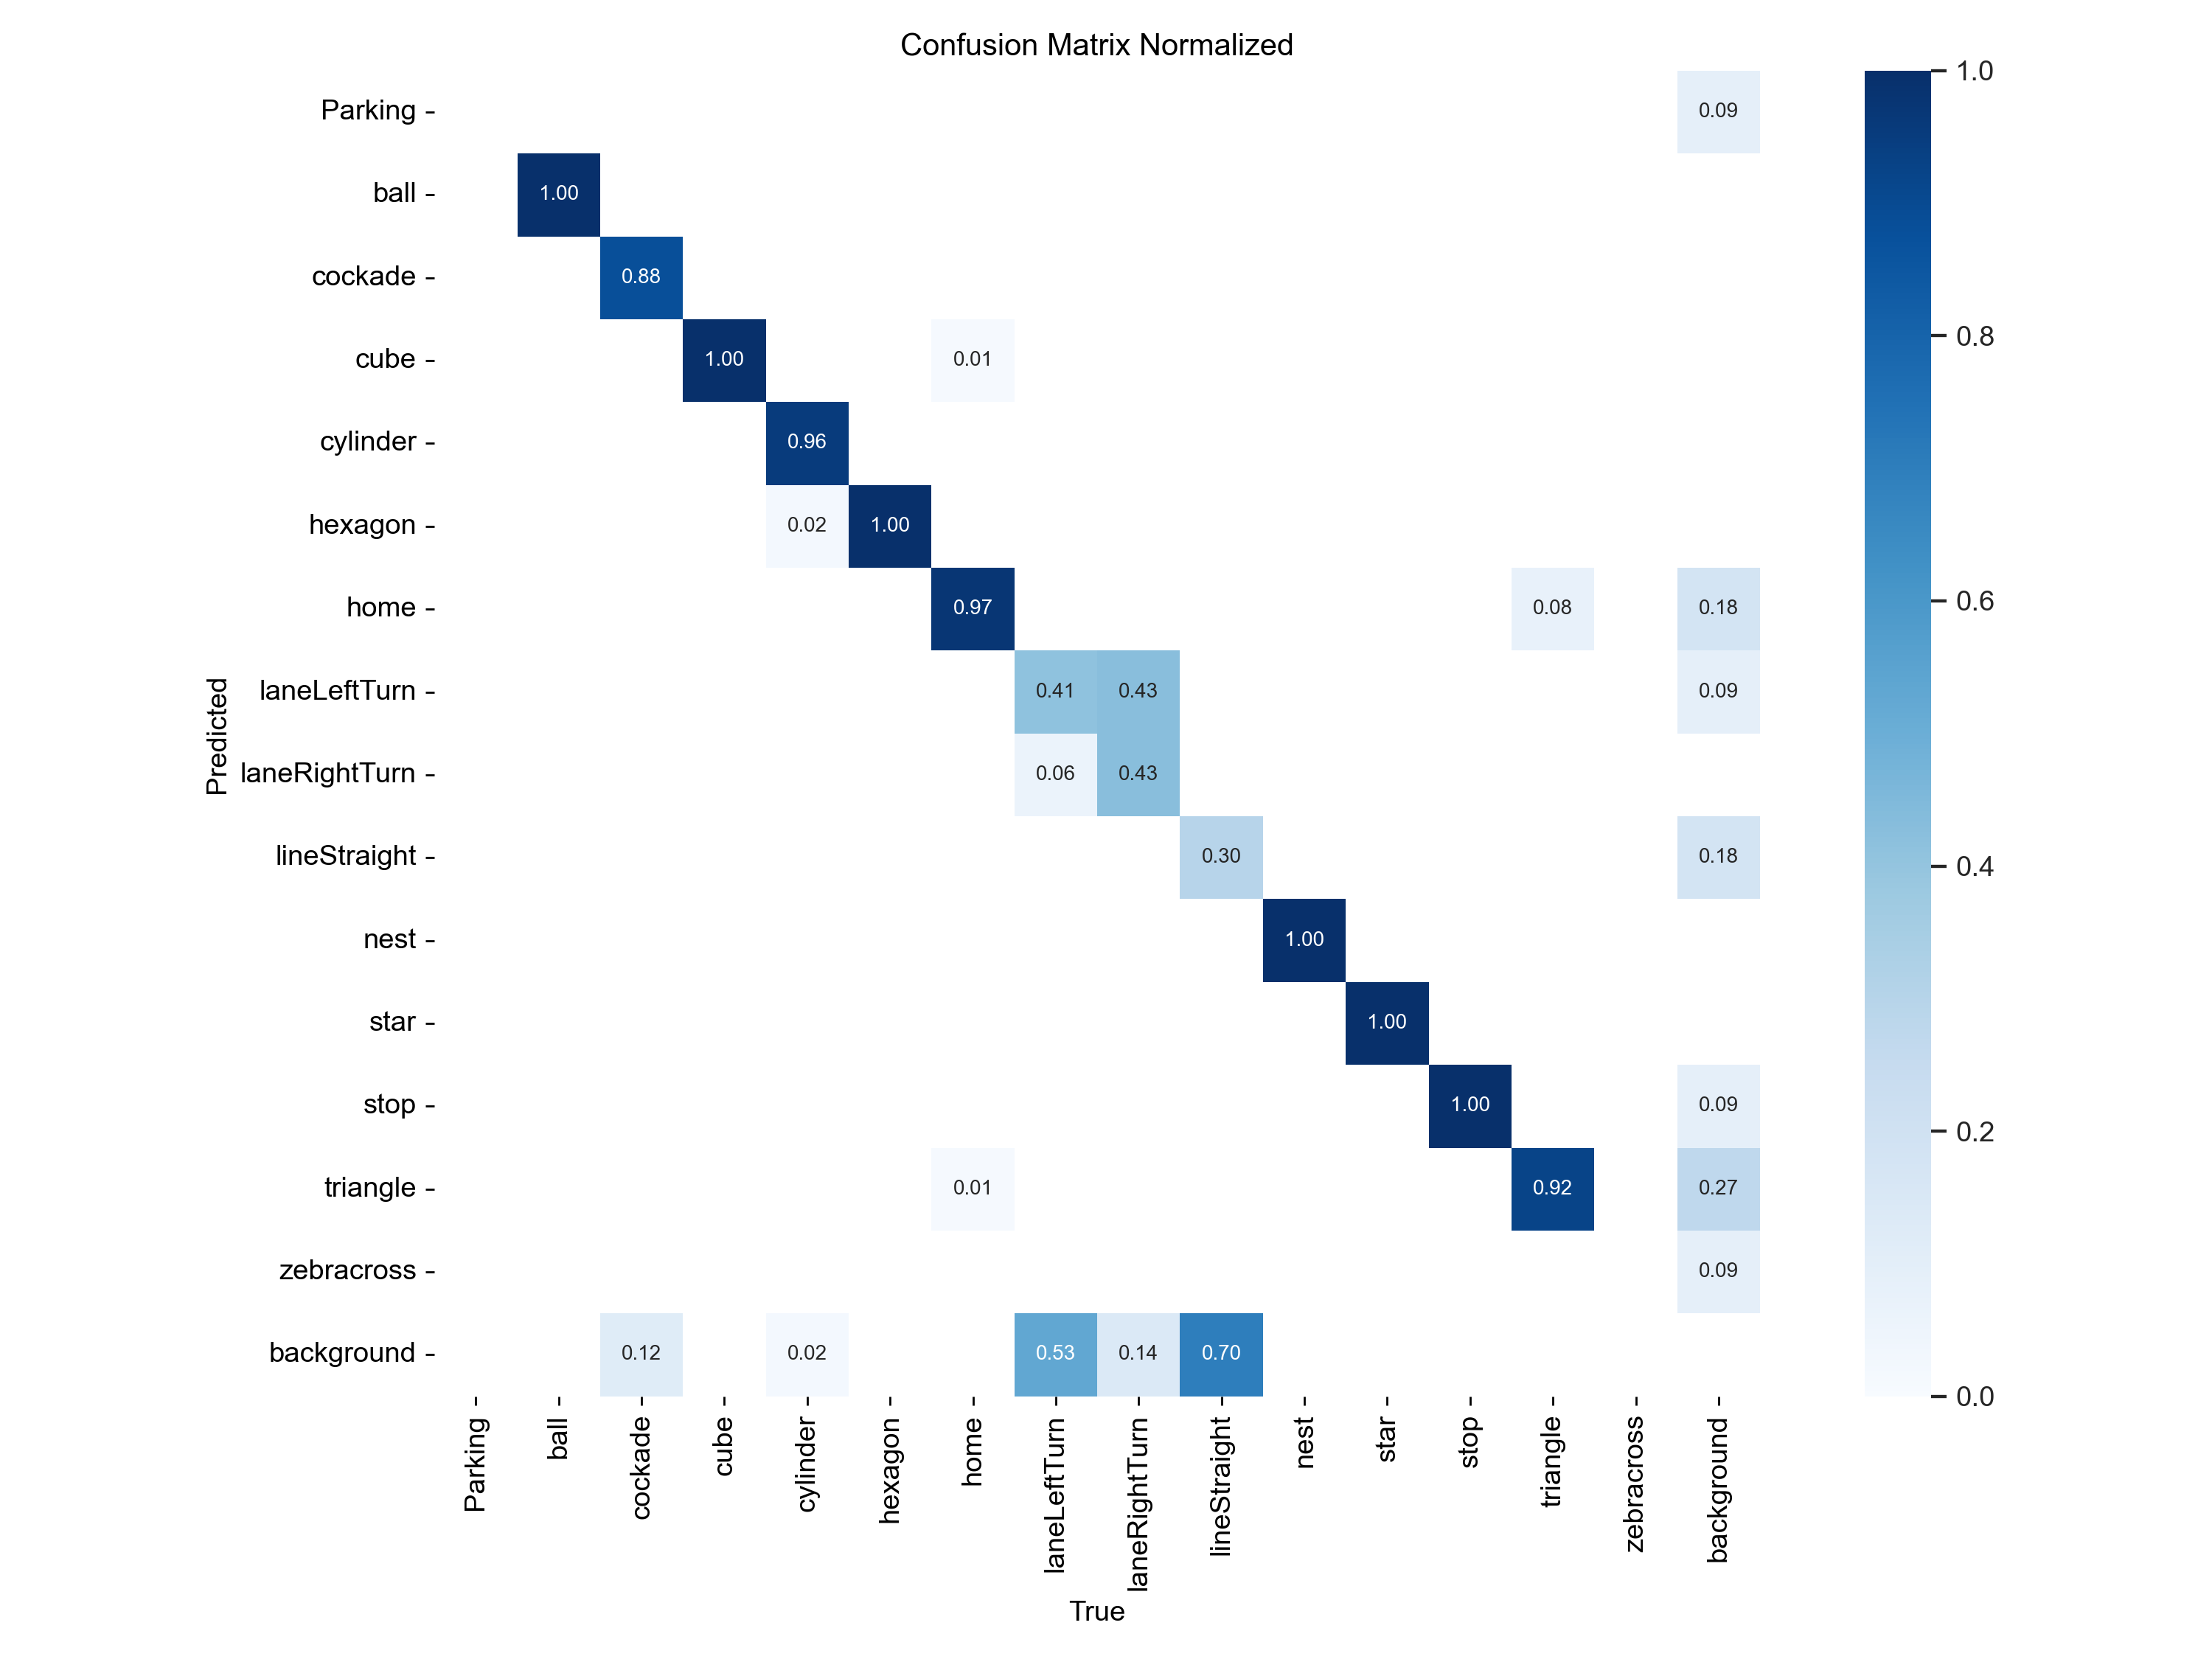 Confusion Matrix Normalized
Parking
0.09
ball
1.00
cockade
0.88
cube
1.00 0.01
cylinder
0.96
hexagon
0.02 1.00
home
0.97 0.08 0.18
laneLeftTurn
0.41 0.43 0.09
laneRightTurn
0.06 0.43
lineStraight
0.30 0.18
nest
1.00
star
1.00
stop
1.00 0.09
triangle
0.01 0.92 0.27
zebracross
0.09
background
0.12 0.02 0.53 0.14 0.70
Predicted
Parking
ball
cockade
cube
cylinder
hexagon
home
laneLeftTurn
laneRightTurn
lineStraight
nest
star
stop
triangle
zebracross
background
True
1.0
0.8
0.6
0.4
0.2
0.0